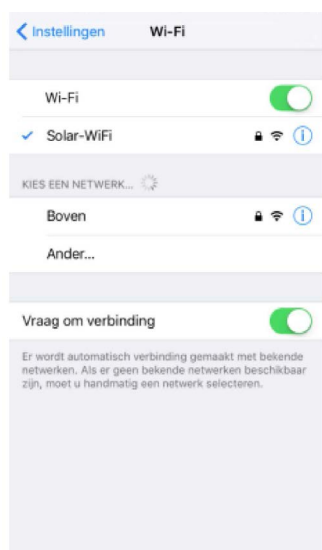 Instellingen Wi-Fi
Wi-Fi
Solar-WiFi
KIES EEN NETWERK...
Boven
Ander...
Vraag om verbinding
Er wordt automatisch verbinding gemaakt met bekende
netwerken. Als er geen bekende netwerken beschikbaar
zijn, moet u handmatig een netwerk selecteren.